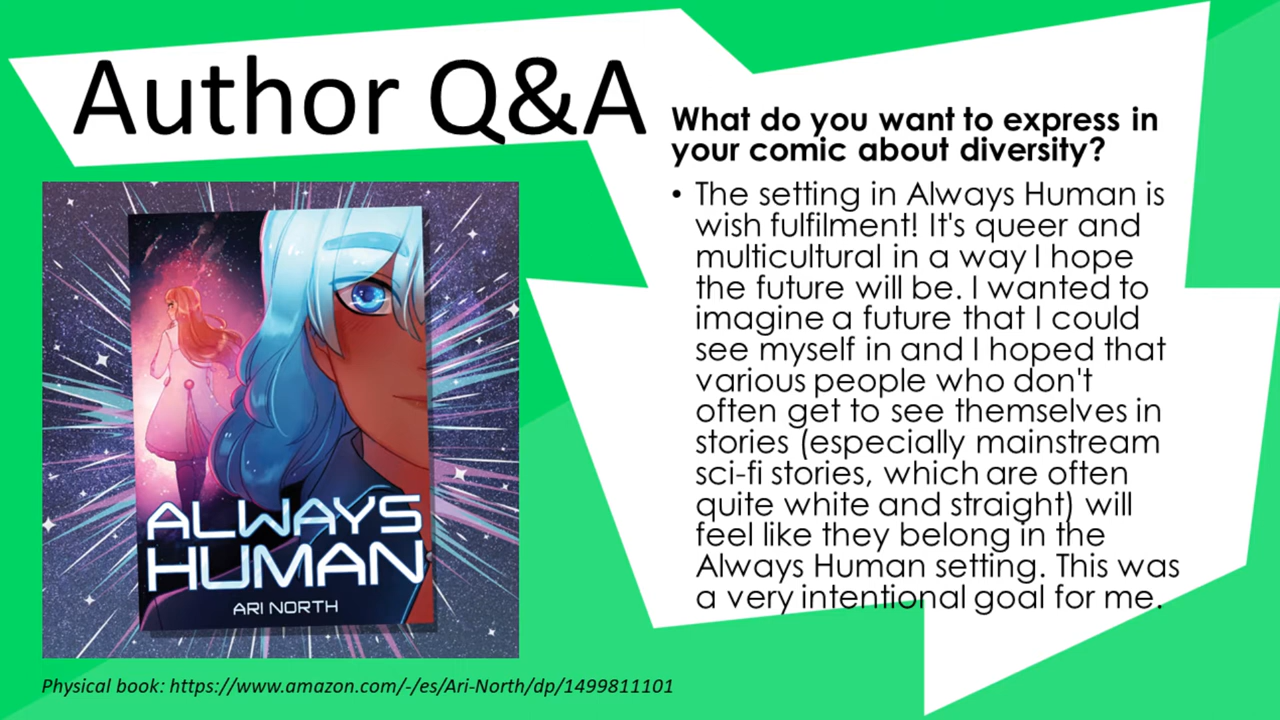 Author Q&A
What do you want to express in
your comic about diversity?
• The setting in Always Human is
wish fulfilment! It's queer and
multicultural in a way I hope
the future will be. I wanted to
imagine a future that I could
see myself in and I hoped that
various people who don't
often get to see themselves in
stories (especially mainstream
sci-fi stories, which are often
quite white and straight) will
feel like they belong in the
Always Human setting. This was
a very intentional goal for me.
ALWAYS
HUMAN
ARI NORTH
Physical book: https://www.amazon.com/-/es/Ari-North/dp/1499811101